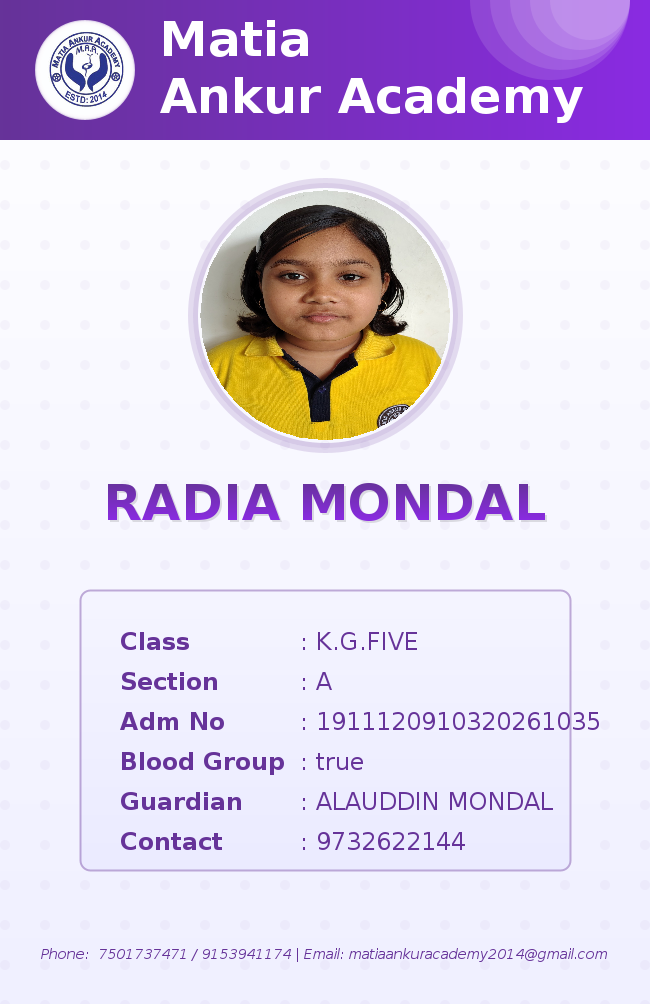 Matia
Ankur Academy
MATIA ANKUR ACADEMY
M.A.A
ESTD: 2014
RADIA MONDAL
Class : K.G.FIVE
Section : A
Adm No : 1911120910320261035
Blood Group : true
Guardian : ALAUDDIN MONDAL
Contact : 9732622144
Phone: 7501737471 / 9153941174 | Email: matiaankuracademy2014@gmail.com